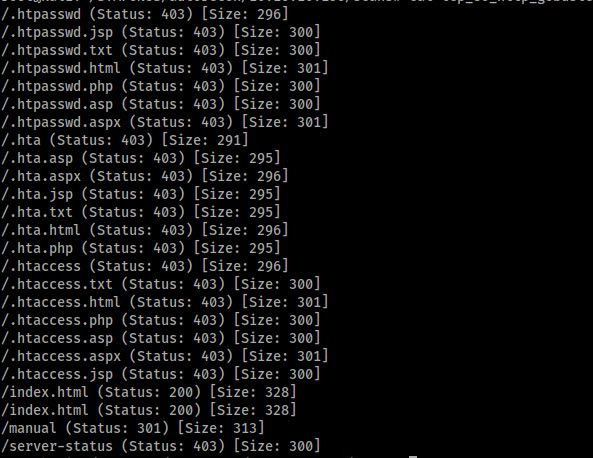 /.htpasswd (Status: 403) [Size: 296]
/.htpasswd.jsp (Status: 403) [Size: 300]
/.htpasswd.txt (Status: 403) [Size: 300]
/.htpasswd.html (Status: 403) [Size: 301]
/.htpasswd.php (Status: 403) [Size: 300]
/.htpasswd.asp (Status: 403) [Size: 300]
/.htpasswd.aspx (Status: 403) [Size: 301]
/.hta (Status: 403) [Size: 291]
/.hta.asp (Status: 403) [Size: 295]
/.hta.aspx (Status: 403) [Size: 296]
/.hta.jsp (Status: 403) [Size: 295]
/.hta.txt (Status: 403) [Size: 295]
/.hta.html (Status: 403) [Size: 296]
/.hta.php (Status: 403) [Size: 295]
/.htaccess (Status: 403) [Size: 296]
/.htaccess.txt (Status: 403) [Size: 300]
/.htaccess.html (Status: 403) [Size: 301]
/.htaccess.php (Status: 403) [Size: 300]
/.htaccess.asp (Status: 403) [Size: 300]
/.htaccess.aspx (Status: 403) [Size: 301]
/.htaccess.jsp (Status: 403) [Size: 300]
/index.html (Status: 200) [Size: 328]
/index.html (Status: 200) [Size: 328]
/manual (Status: 301) [Size: 313]
/server-status (Status: 403) [Size: 300]